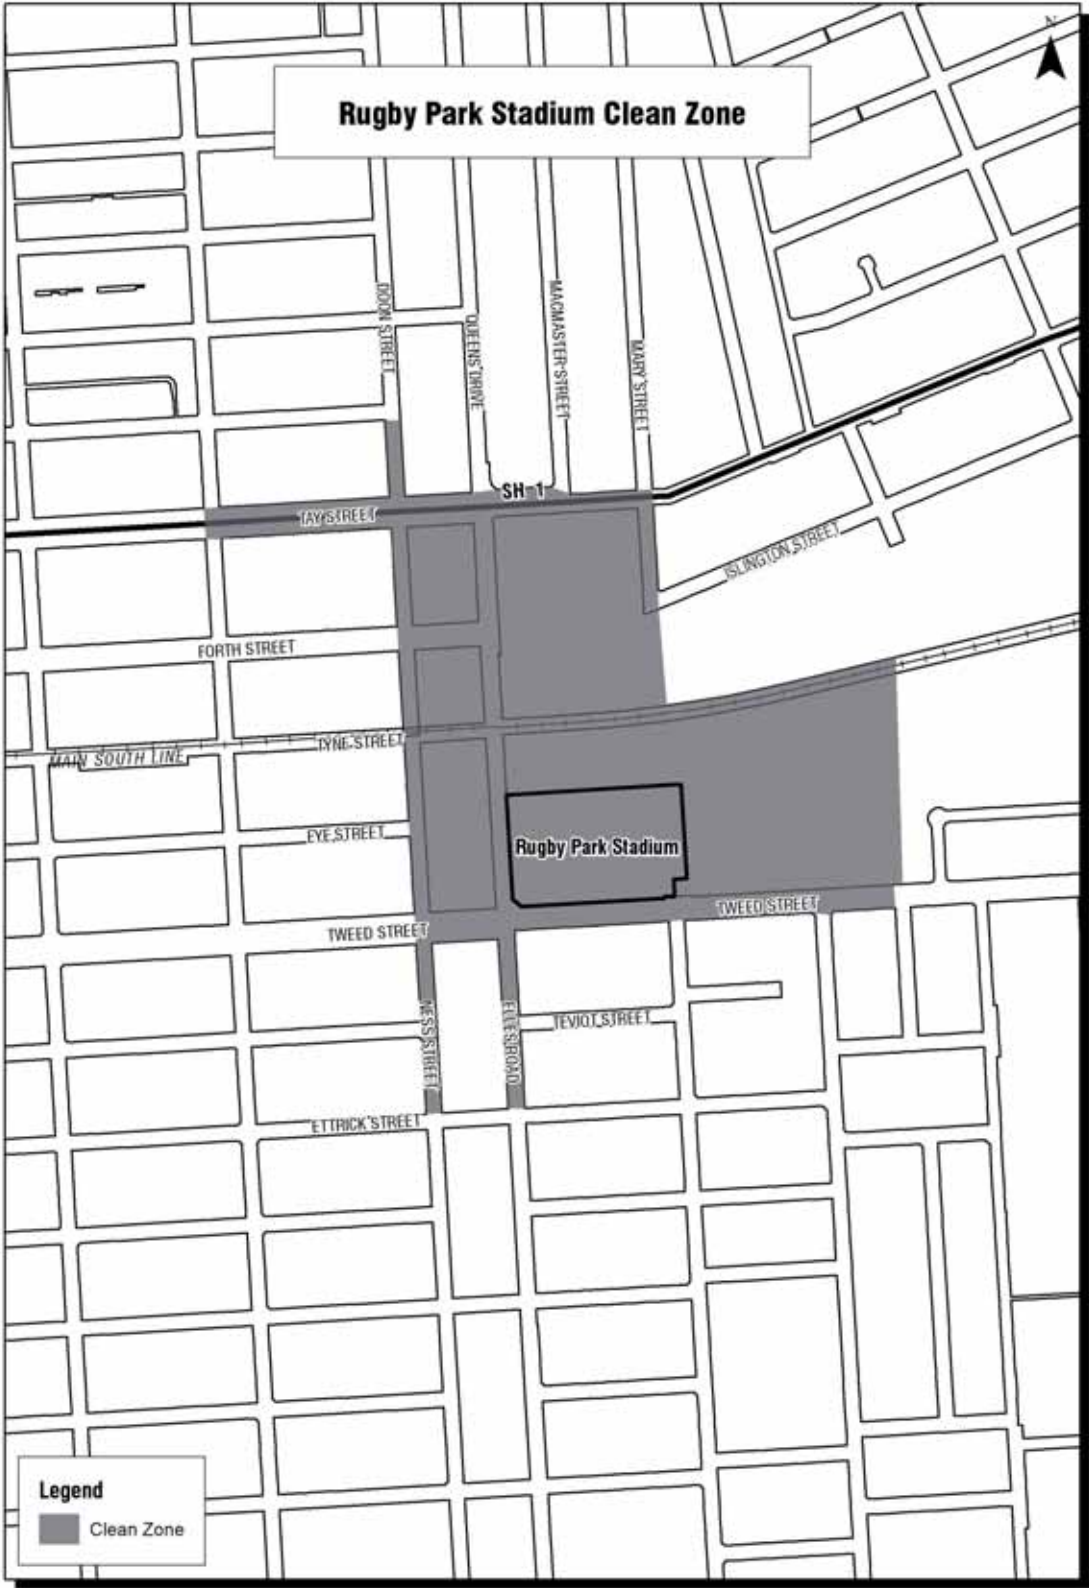 N
Rugby Park Stadium Clean Zone
DOON STREET
QUEENS DRIVE
MACMASTER STREET
MARY STREET
SH 1
TAY STREET
ISLINGTON STREET
FORTH STREET
TYNE STREET
MAIN SOUTH LINE
EYE STREET
Rugby Park Stadium
TWEED STREET
TWEED STREET
NESS STREET
ELLES ROAD
TEVIOT STREET
ETTRICK STREET
Legend
Clean Zone